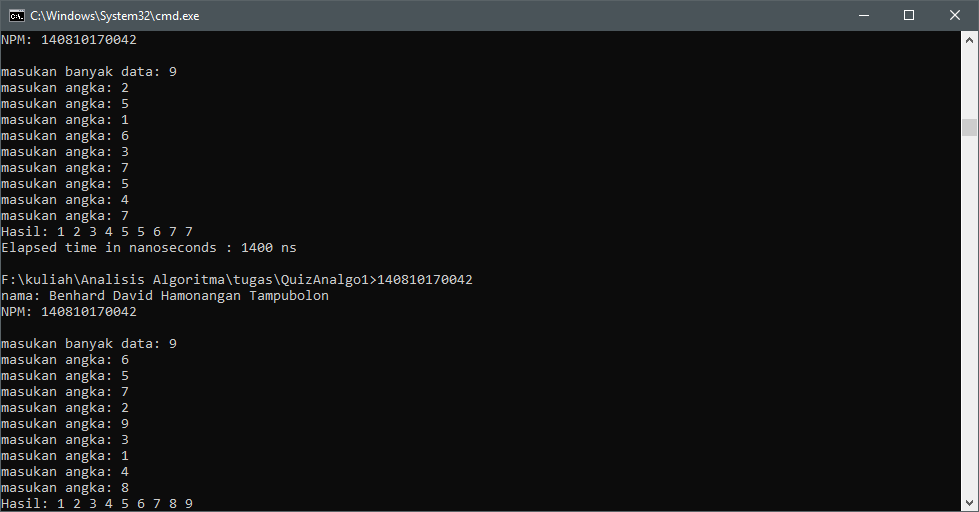 C:\Windows\System32\cmd.exe
NPM: 140810170042
masukan banyak data: 9
masukan angka: 2
masukan angka: 5
masukan angka: 1
masukan angka: 6
masukan angka: 3
masukan angka: 7
masukan angka: 5
masukan angka: 4
masukan angka: 7
Hasil: 1 2 3 4 5 5 6 7 7
Elapsed time in nanoseconds : 1400 ns
F:\kuliah\Analisis Algoritma\tugas\QuizAnalgo1>140810170042
nama: Benhard David Hamonangan Tampubolon
NPM: 140810170042
masukan banyak data: 9
masukan angka: 6
masukan angka: 5
masukan angka: 7
masukan angka: 2
masukan angka: 9
masukan angka: 3
masukan angka: 1
masukan angka: 4
masukan angka: 8
Hasil: 1 2 3 4 5 6 7 8 9